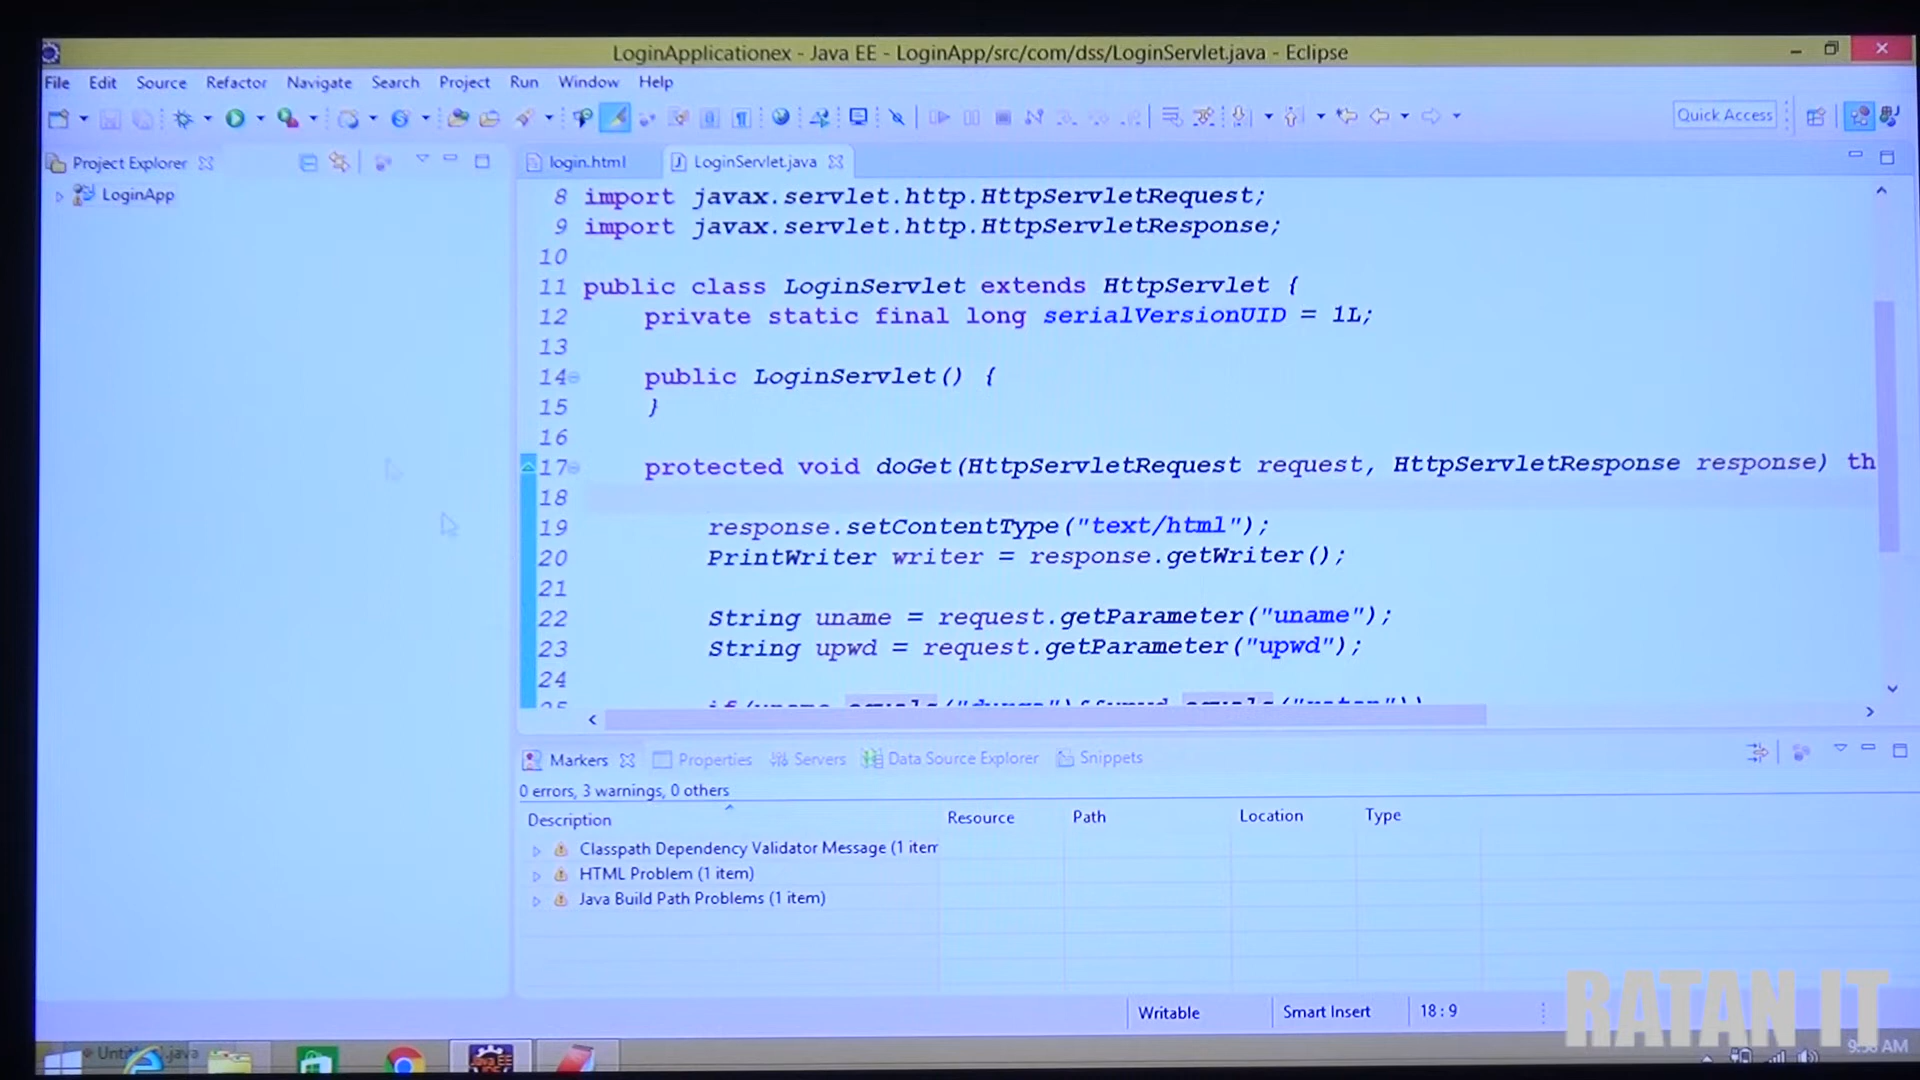 LoginApplicationex - Java EE - LoginApp/src/com/dss/LoginServlet.java - Eclipse
File Edit Source Refactor Navigate Search Project Run Window Help
Quick Access
Project Explorer
LoginApp
login.html LoginServlet.java
8 import javax.servlet.http.HttpServletRequest;
9 import javax.servlet.http.HttpServletResponse;
10
11 public class LoginServlet extends HttpServlet {
12 private static final long serialVersionUID = 1L;
13
14 public LoginServlet() {
15 }
16
17 protected void doGet(HttpServletRequest request, HttpServletResponse response) th
18
19 response.setContentType("text/html");
20 PrintWriter writer = response.getWriter();
21
22 String uname = request.getParameter("uname");
23 String upwd = request.getParameter("upwd");
24
Markers Properties Servers Data Source Explorer Snippets
0 errors, 3 warnings, 0 others
Description Resource Path Location Type
Classpath Dependency Validator Message (1 item
HTML Problem (1 item)
Java Build Path Problems (1 item)
Writable Smart Insert 18 : 9
RATAN IT
AM